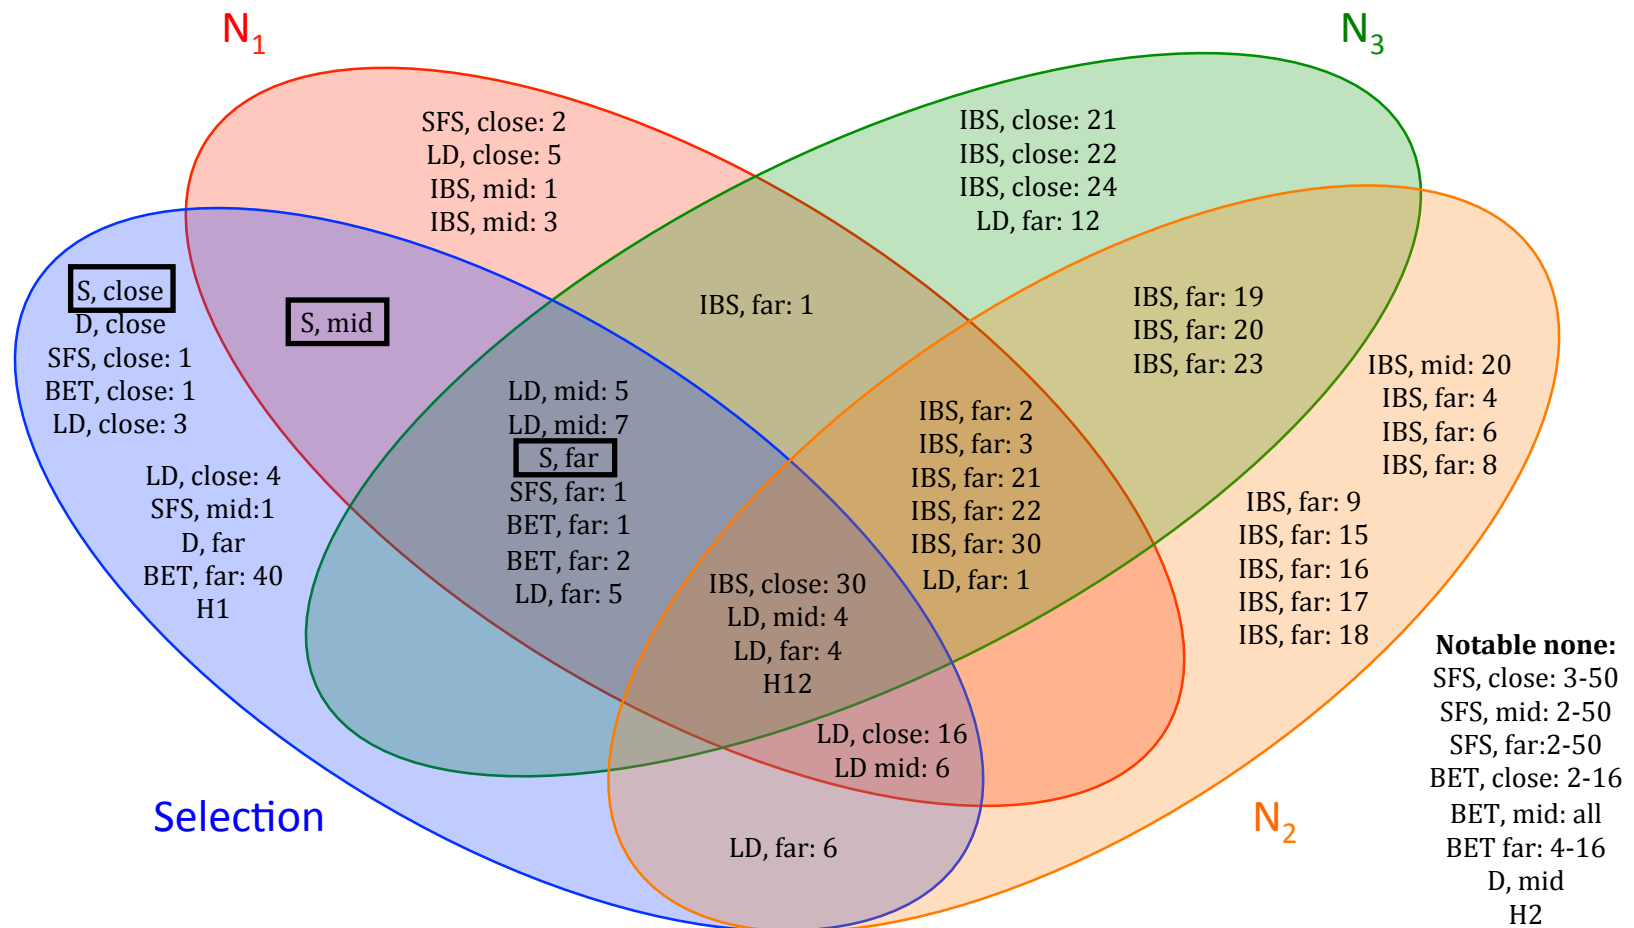 N1
N3
SFS, close: 2
LD, close: 5
IBS, mid: 1
IBS, mid: 3
IBS, close: 21
IBS, close: 22
IBS, close: 24
LD, far: 12
S, close
D, close
SFS, close: 1
BET, close: 1
LD, close: 3
S, mid
IBS, far: 1
IBS, far: 19
IBS, far: 20
IBS, far: 23
IBS, mid: 20
IBS, far: 4
IBS, far: 6
IBS, far: 8
LD, mid: 5
LD, mid: 7
S, far
SFS, far: 1
BET, far: 1
BET, far: 2
LD, far: 5
IBS, far: 2
IBS, far: 3
IBS, far: 21
IBS, far: 22
IBS, far: 30
LD, far: 1
LD, close: 4
SFS, mid:1
D, far
BET, far: 40
H1
IBS, far: 9
IBS, far: 15
IBS, far: 16
IBS, far: 17
IBS, far: 18
IBS, close: 30
LD, mid: 4
LD, far: 4
H12
LD, close: 16
LD mid: 6
LD, far: 6
Selection
N2
Notable none:
SFS, close: 3-50
SFS, mid: 2-50
SFS, far:2-50
BET, close: 2-16
BET, mid: all
BET far: 4-16
D, mid
H2